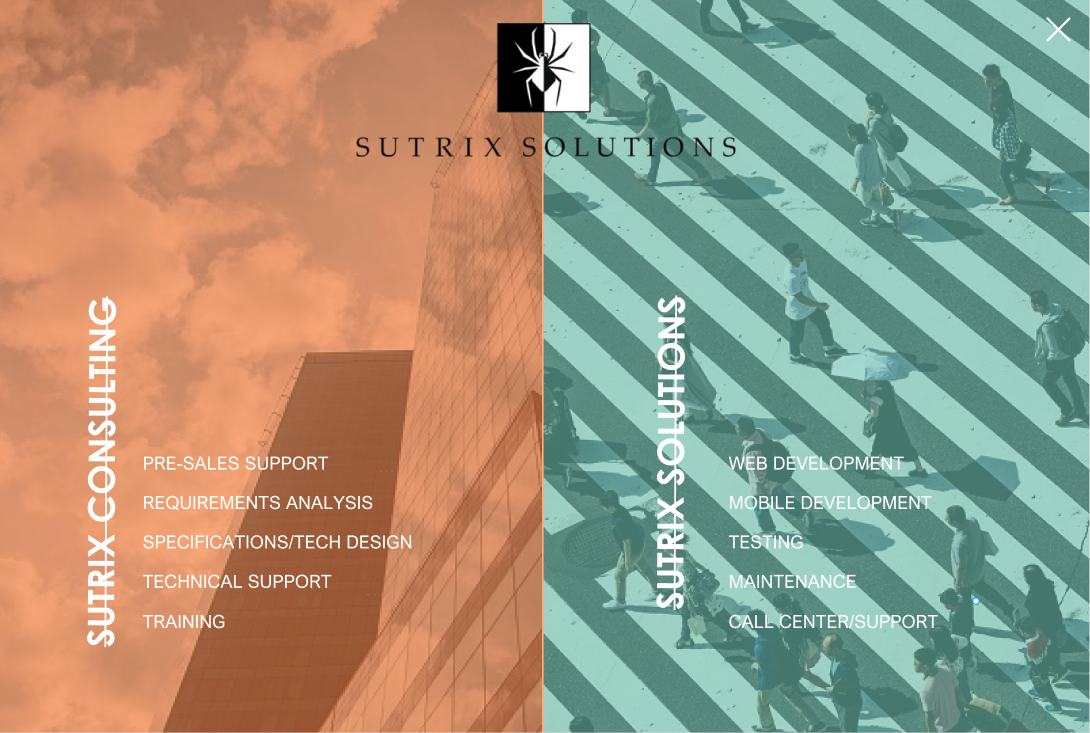 SUTRIX SOLUTIONS
SUTRIX CONSULTING
PRE-SALES SUPPORT
REQUIREMENTS ANALYSIS
SPECIFICATIONS/TECH DESIGN
TECHNICAL SUPPORT
TRAINING
SUTRIX SOLUTIONS
WEB DEVELOPMENT
MOBILE DEVELOPMENT
TESTING
MAINTENANCE
CALL CENTER/SUPPORT